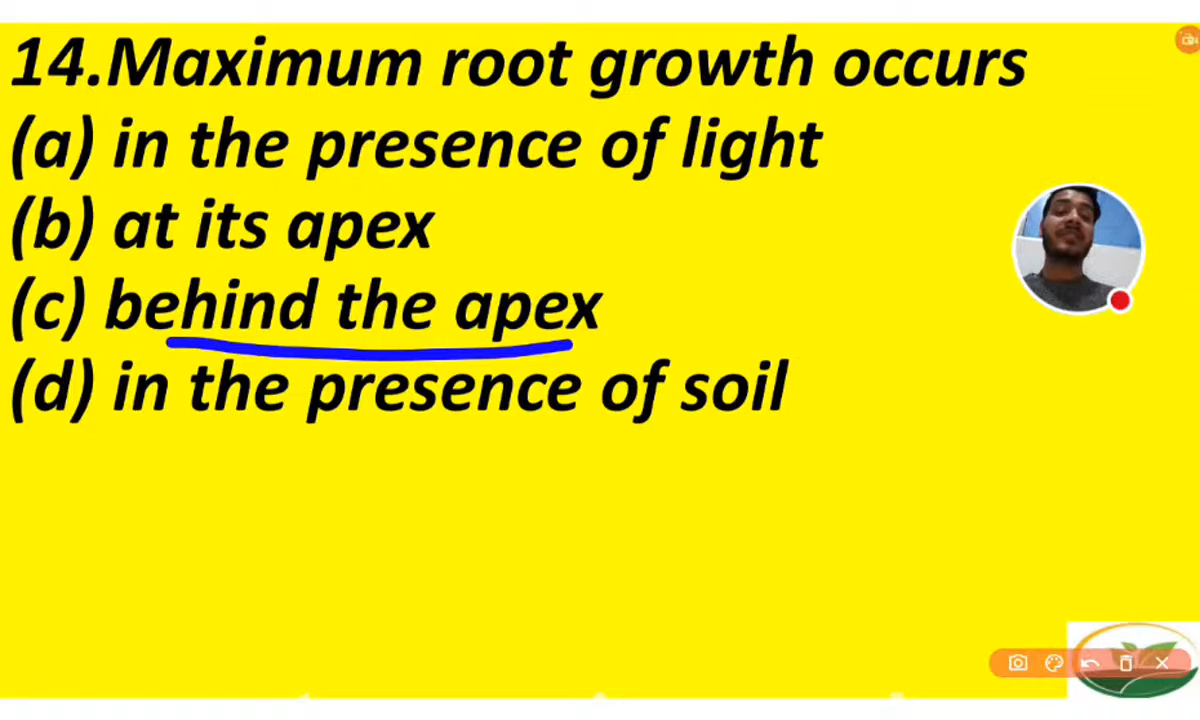 14.Maximum root growth occurs
(a) in the presence of light
(b) at its apex
(c) behind the apex
(d) in the presence of soil